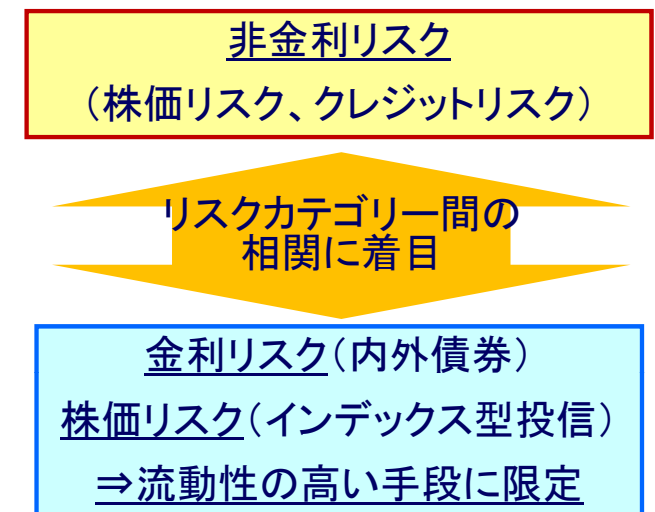 非金利リスク
（株価リスク、クレジットリスク）
リスクカテゴリー間の
相関に着目
金利リスク（内外債券）
株価リスク（インデックス型投信）
⇒流動性の高い手段に限定